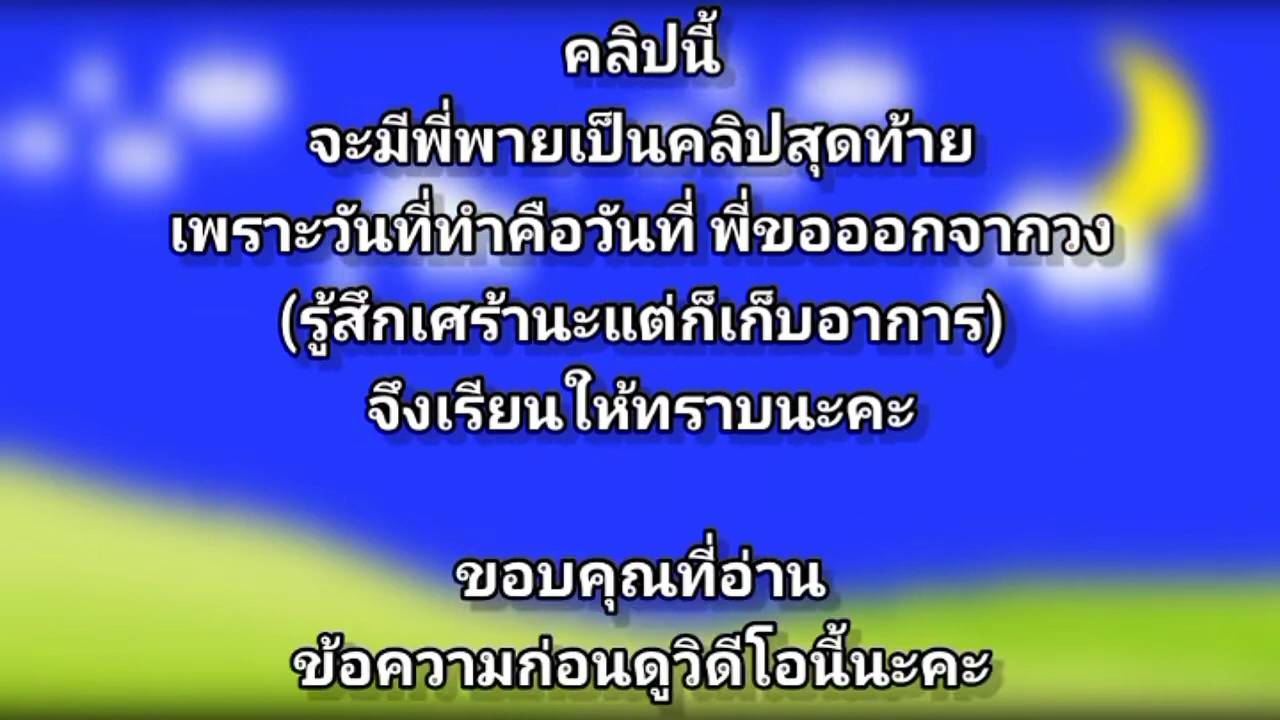 คลิปนี้
จะมีพี่พายเป็นคลิปสุดท้าย
เพราะวันที่ทำคือวันที่ พี่ขอออกจากวง
(รู้สึกเศร้านะแต่ก็เก็บอาการ)
จึงเรียนให้ทราบนะคะ
ขอบคุณที่อ่าน
ข้อความก่อนดูวิดีโอนี้นะคะ